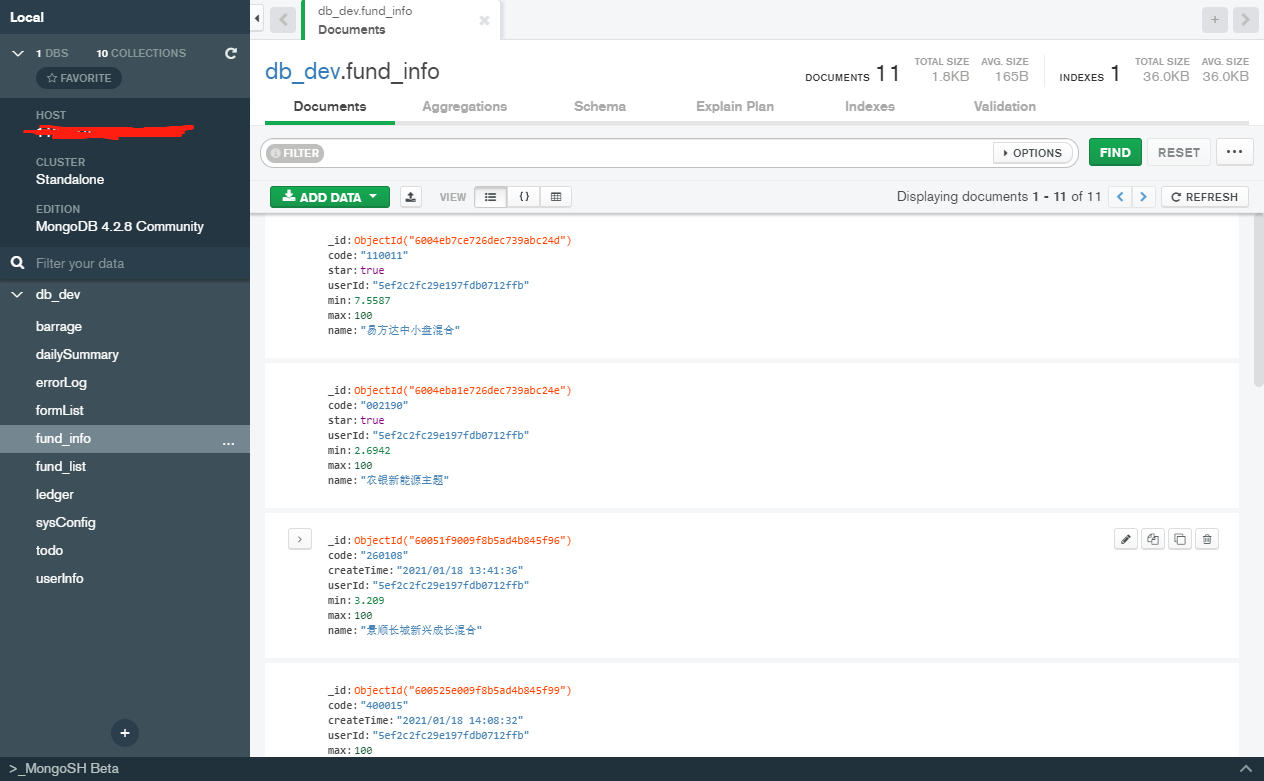 Local
1 DBS 10 COLLECTIONS
FAVORITE
HOST
CLUSTER
Standalone
EDITION
MongoDB 4.2.8 Community
Filter your data
db_dev
barrage
dailySummary
errorLog
formList
fund_info ...
fund_list
ledger
sysConfig
todo
userInfo
+
>_MongoSH Beta
db_dev.fund_info
Documents
db_dev.fund_info
DOCUMENTS 11
TOTAL SIZE
1.8KB
AVG. SIZE
165B
INDEXES 1
TOTAL SIZE
36.0KB
AVG. SIZE
36.0KB
Documents Aggregations Schema Explain Plan Indexes Validation
FILTER OPTIONS FIND RESET ...
ADD DATA VIEW {} Displaying documents 1 - 11 of 11 < > REFRESH
_id: ObjectId("6004eb7ce726dec739abc24d")
code: "110011"
star: true
userId: "5ef2c2fc29e197fdb0712ffb"
min: 7.5587
max: 100
name: "易方达中小盘混合"
_id: ObjectId("6004eba1e726dec739abc24e")
code: "002190"
star: true
userId: "5ef2c2fc29e197fdb0712ffb"
min: 2.6942
max: 100
name: "农银新能源主题"
_id: ObjectId("60051f9009f8b5ad4b845f96")
code: "260108"
createTime: "2021/01/18 13:41:36"
userId: "5ef2c2fc29e197fdb0712ffb"
min: 3.209
max: 100
name: "景顺长城新兴成长混合"
_id: ObjectId("600525e009f8b5ad4b845f99")
code: "400015"
createTime: "2021/01/18 14:08:32"
userId: "5ef2c2fc29e197fdb0712ffb"
max: 100